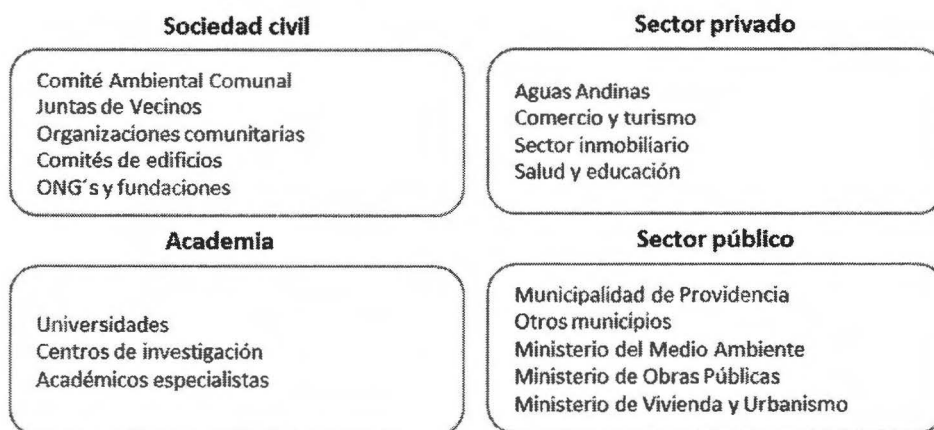 Sociedad civil
Comité Ambiental Comunal
Juntas de Vecinos
Organizaciones comunitarias
Comités de edificios
ONG´s y fundaciones
Sector privado
Aguas Andinas
Comercio y turismo
Sector inmobiliario
Salud y educación
Academia
Universidades
Centros de investigación
Académicos especialistas
Sector público
Municipalidad de Providencia
Otros municipios
Ministerio del Medio Ambiente
Ministerio de Obras Públicas
Ministerio de Vivienda y Urbanismo